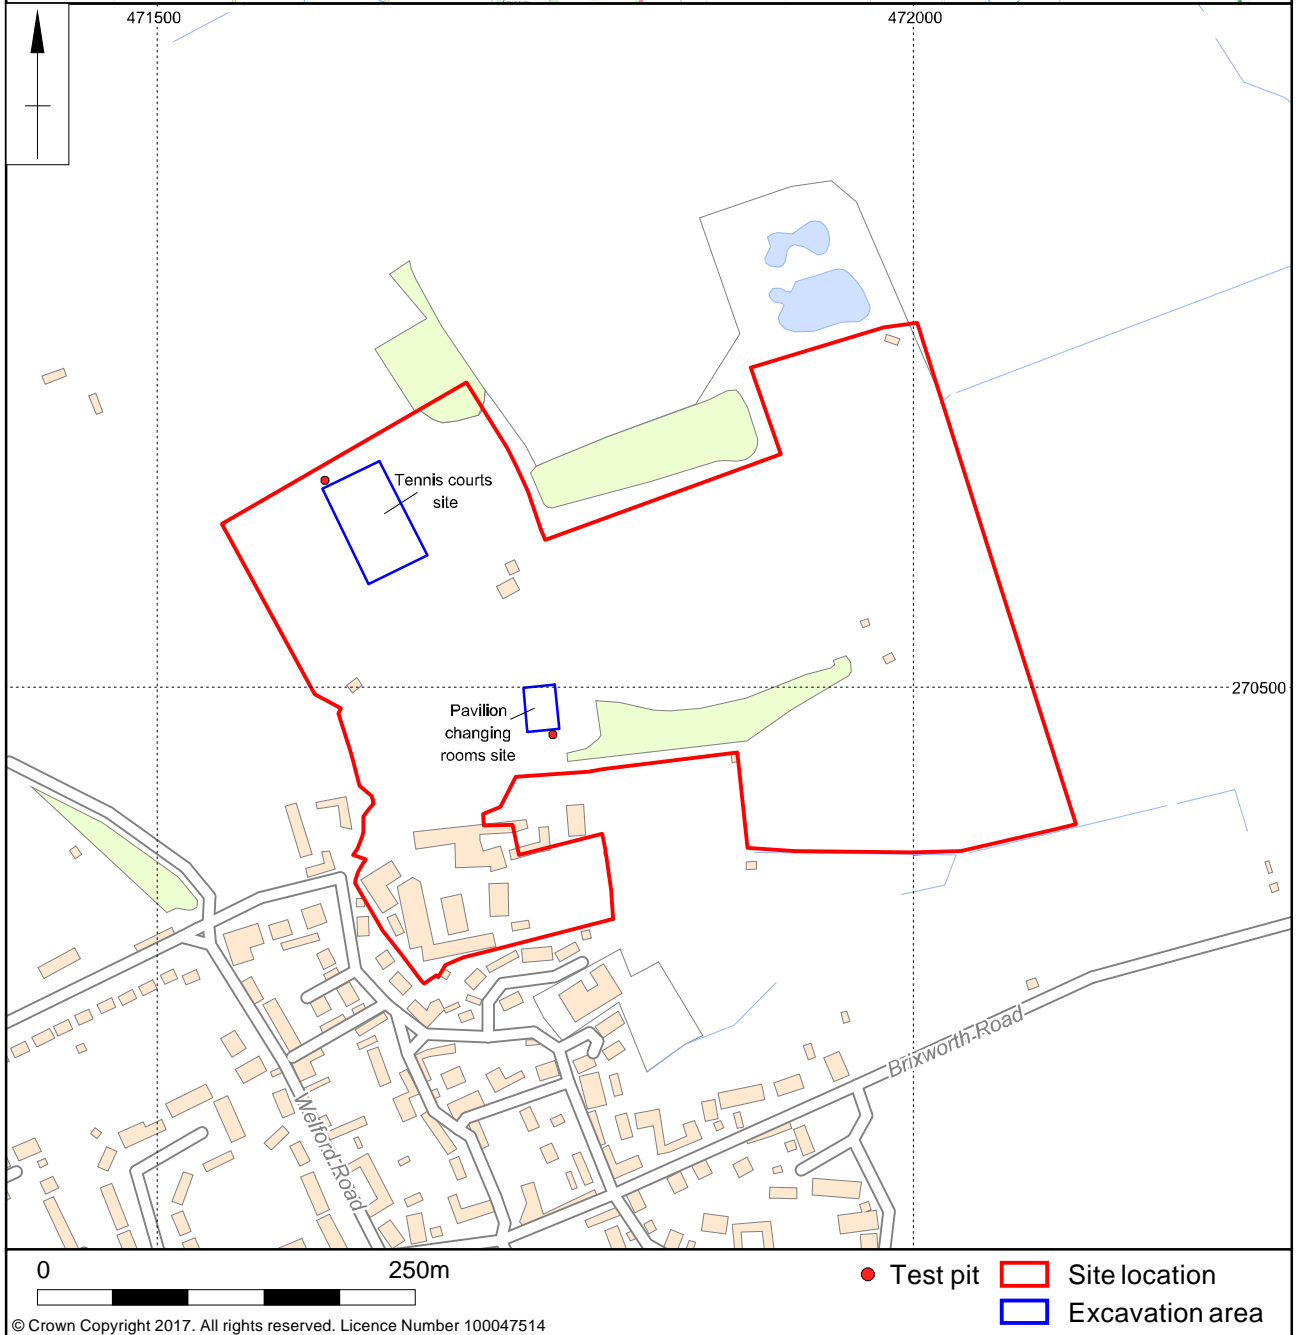 471500
472000
Tennis courts
site
270500
Pavilion
changing
rooms site
Brixworth Road
Welford Road
0
250m
Test pit
Site location
Excavation area
© Crown Copyright 2017. All rights reserved. Licence Number 100047514